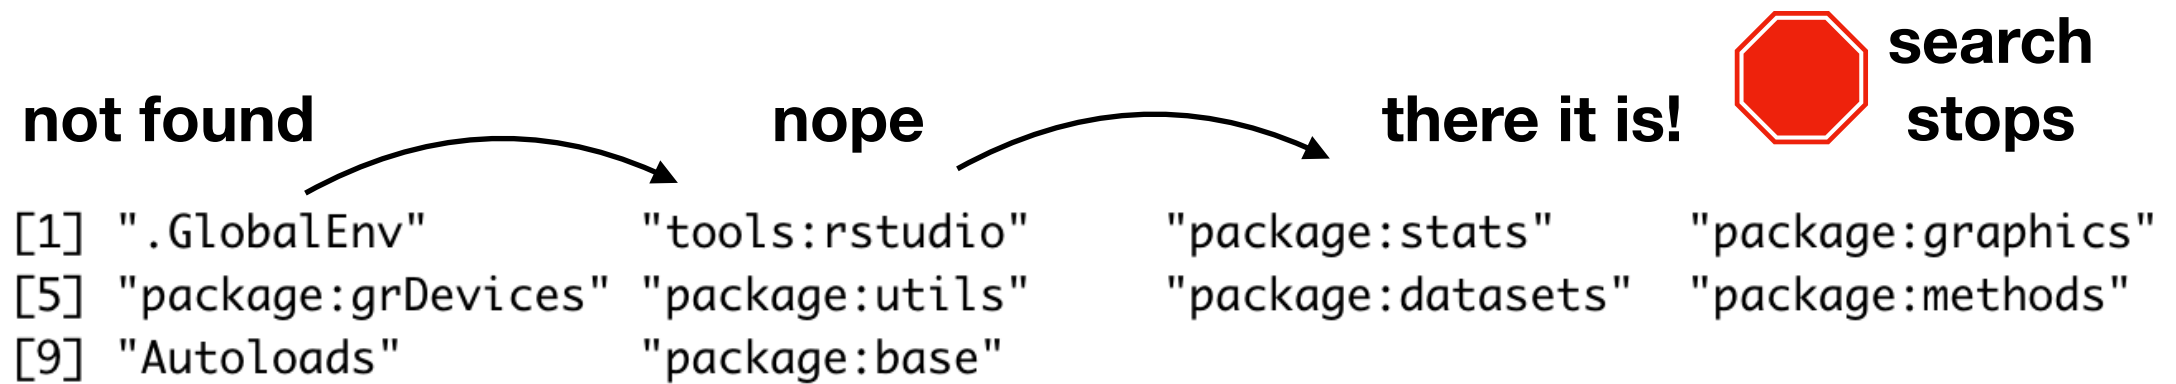 search
stops
not found
nope
there it is!
[1] ".GlobalEnv" "tools:rstudio" "package:stats" "package:graphics"
[5] "package:grDevices" "package:utils" "package:datasets" "package:methods"
[9] "Autoloads" "package:base"